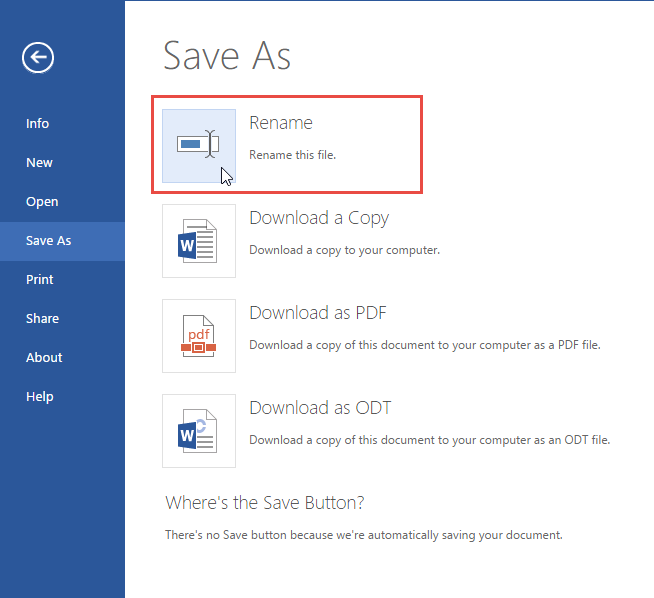 Save As
Info
New
Open
Save As
Print
Share
About
Help
Rename
Rename this file.
W
Download a Copy
Download a copy to your computer.
pdf
Download as PDF
Download a copy of this document to your computer as a PDF file.
W
Download as ODT
Download a copy of this document to your computer as an ODT file.
Where's the Save Button?
There's no Save button because we're automatically saving your document.